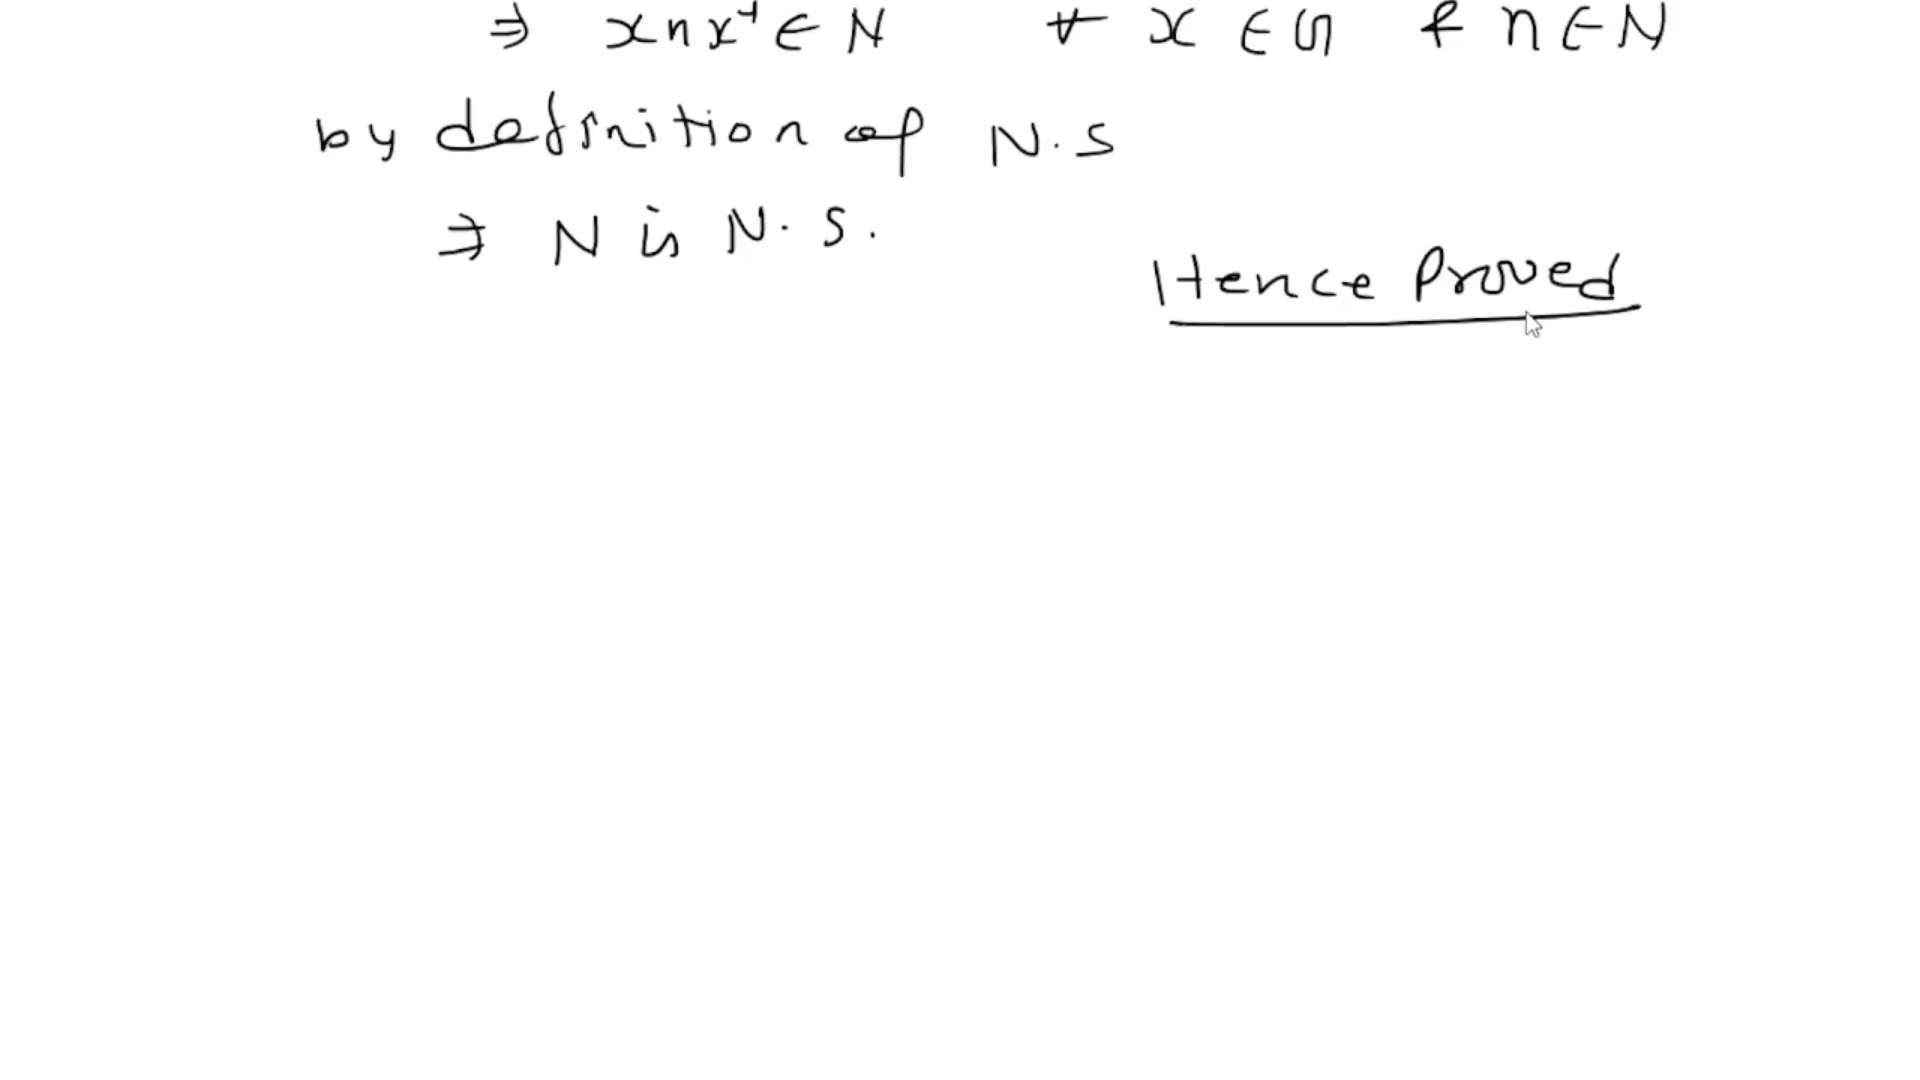 ⇒ xnx⁻¹ ∈ N ∀ x ∈ G & n ∈ N
by definition of N.S
⇒ N is N.S.
Hence Proved